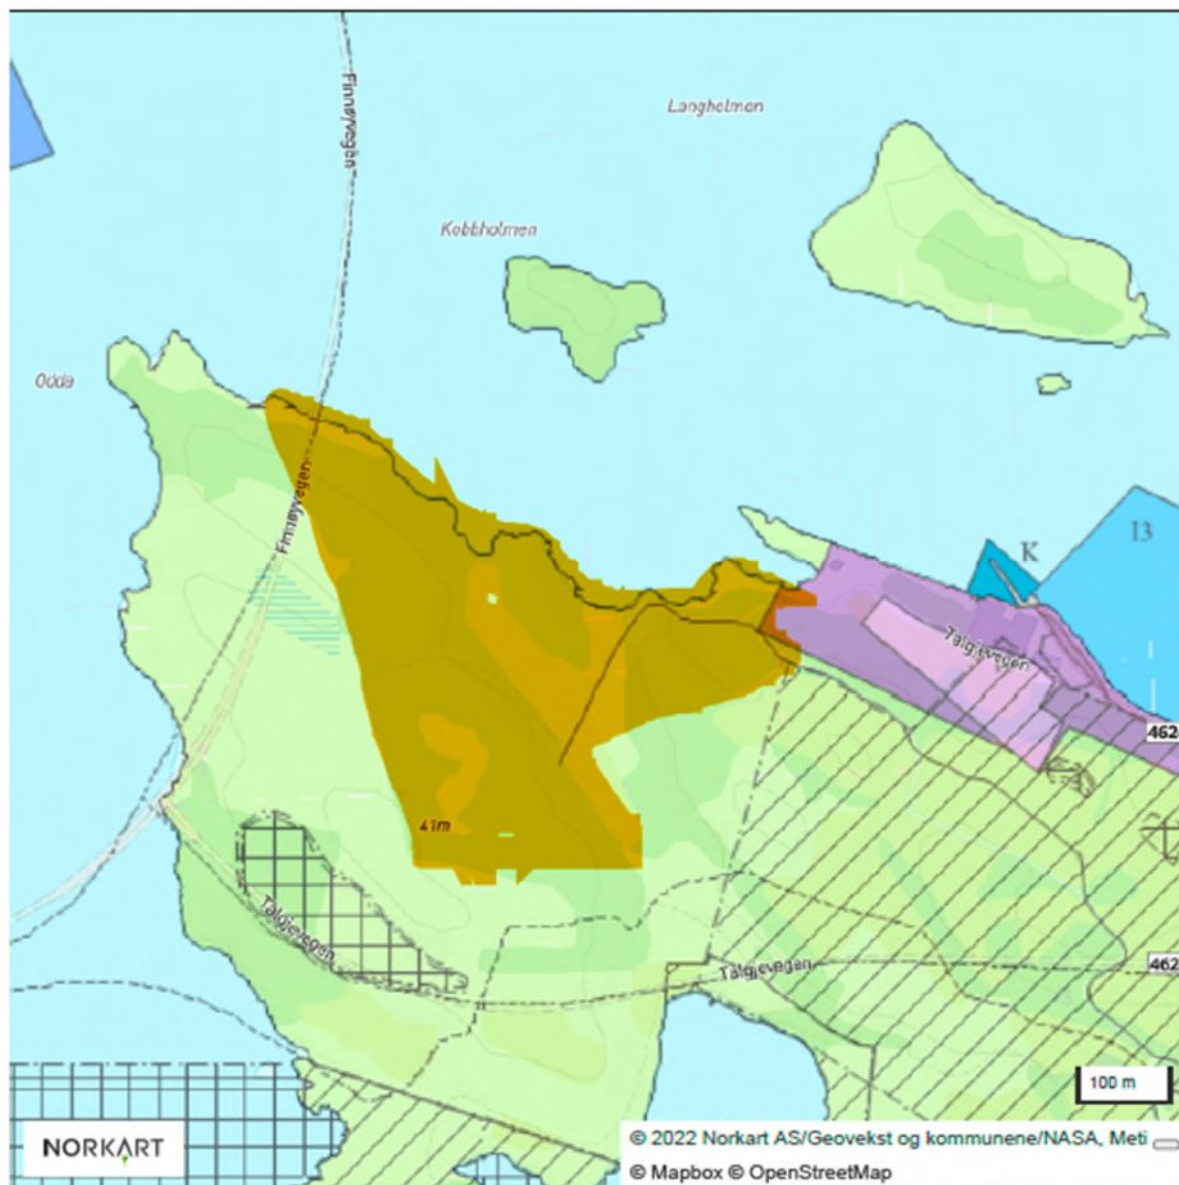 Langholmen
Finnøyvegen
Kobbholmen
Odda
Finnøyvegen
I3
K
Talgjevegen
462
41m
Talgjevegen
Talgjevegen
462
100 m
NORKART
© 2022 Norkart AS/Geovekst og kommunene/NASA, Meti
© Mapbox © OpenStreetMap